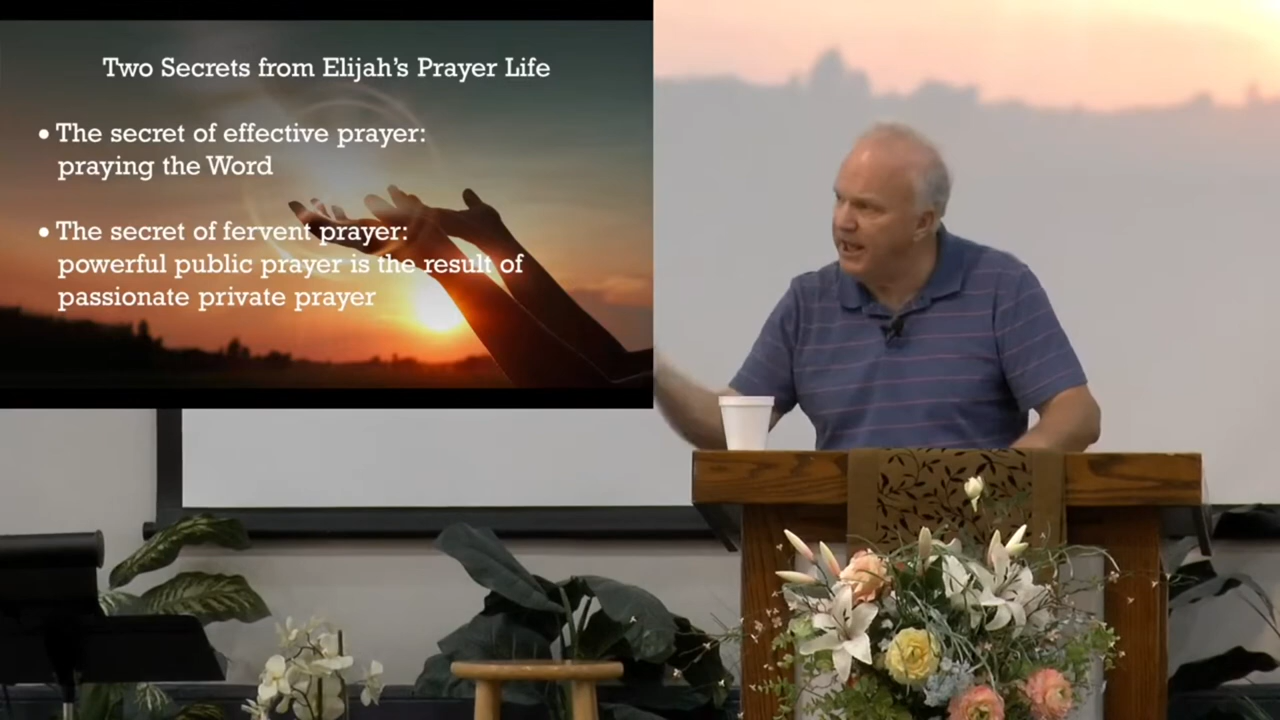 Two Secrets from Elijah's Prayer Life
• The secret of effective prayer:
praying the Word
• The secret of fervent prayer:
powerful public prayer is the result of
passionate private prayer